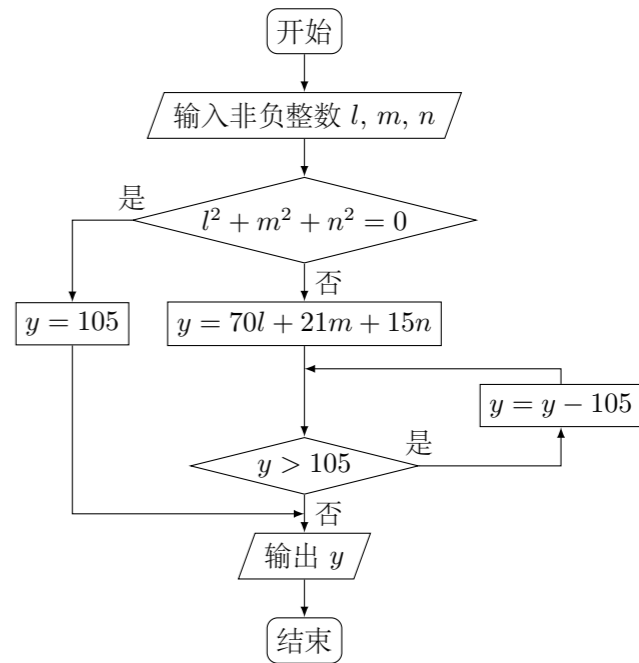 开始
输入非负整数 l, m, n
是
l² + m² + n² = 0
否
y = 105
y = 70l + 21m + 15n
y = y − 105
y > 105
是
否
输出 y
结束